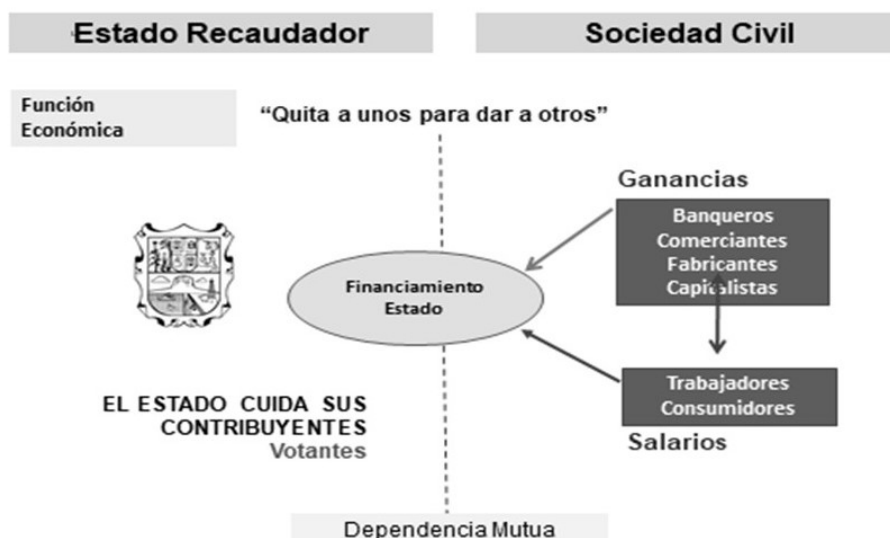 Estado Recaudador
Sociedad Civil
Función
Económica
“Quita a unos para dar a otros”
Ganancias
Banqueros
Comerciantes
Fabricantes
Capitalistas
Financiamiento
Estado
Trabajadores
Consumidores
Salarios
EL ESTADO CUIDA SUS
CONTRIBUYENTES
Votantes
Dependencia Mutua